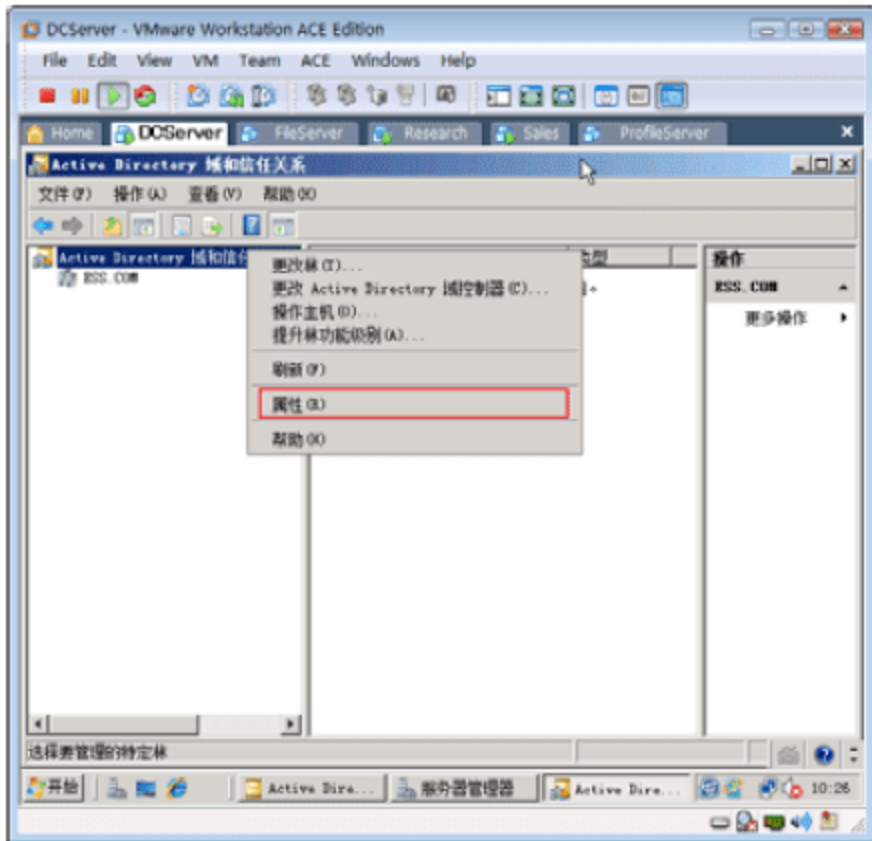 DCServer - VMware Workstation ACE Edition
File Edit View VM Team ACE Windows Help
Home DCServer FileServer Research Sales ProfileServer
Active Directory 域和信任关系
文件(F) 操作(A) 查看(V) 帮助(H)
Active Directory 域和信任
类型
操作
RSS.COM
RSS.COM
更多操作
更改林(T)...
更改 Active Directory 域控制器(C)...
操作主机(O)...
提升林功能级别(A)...
刷新(F)
属性(R)
帮助(H)
选择要管理的特定林
开始 Active Dire... 服务器管理器 Active Dire... 10:26